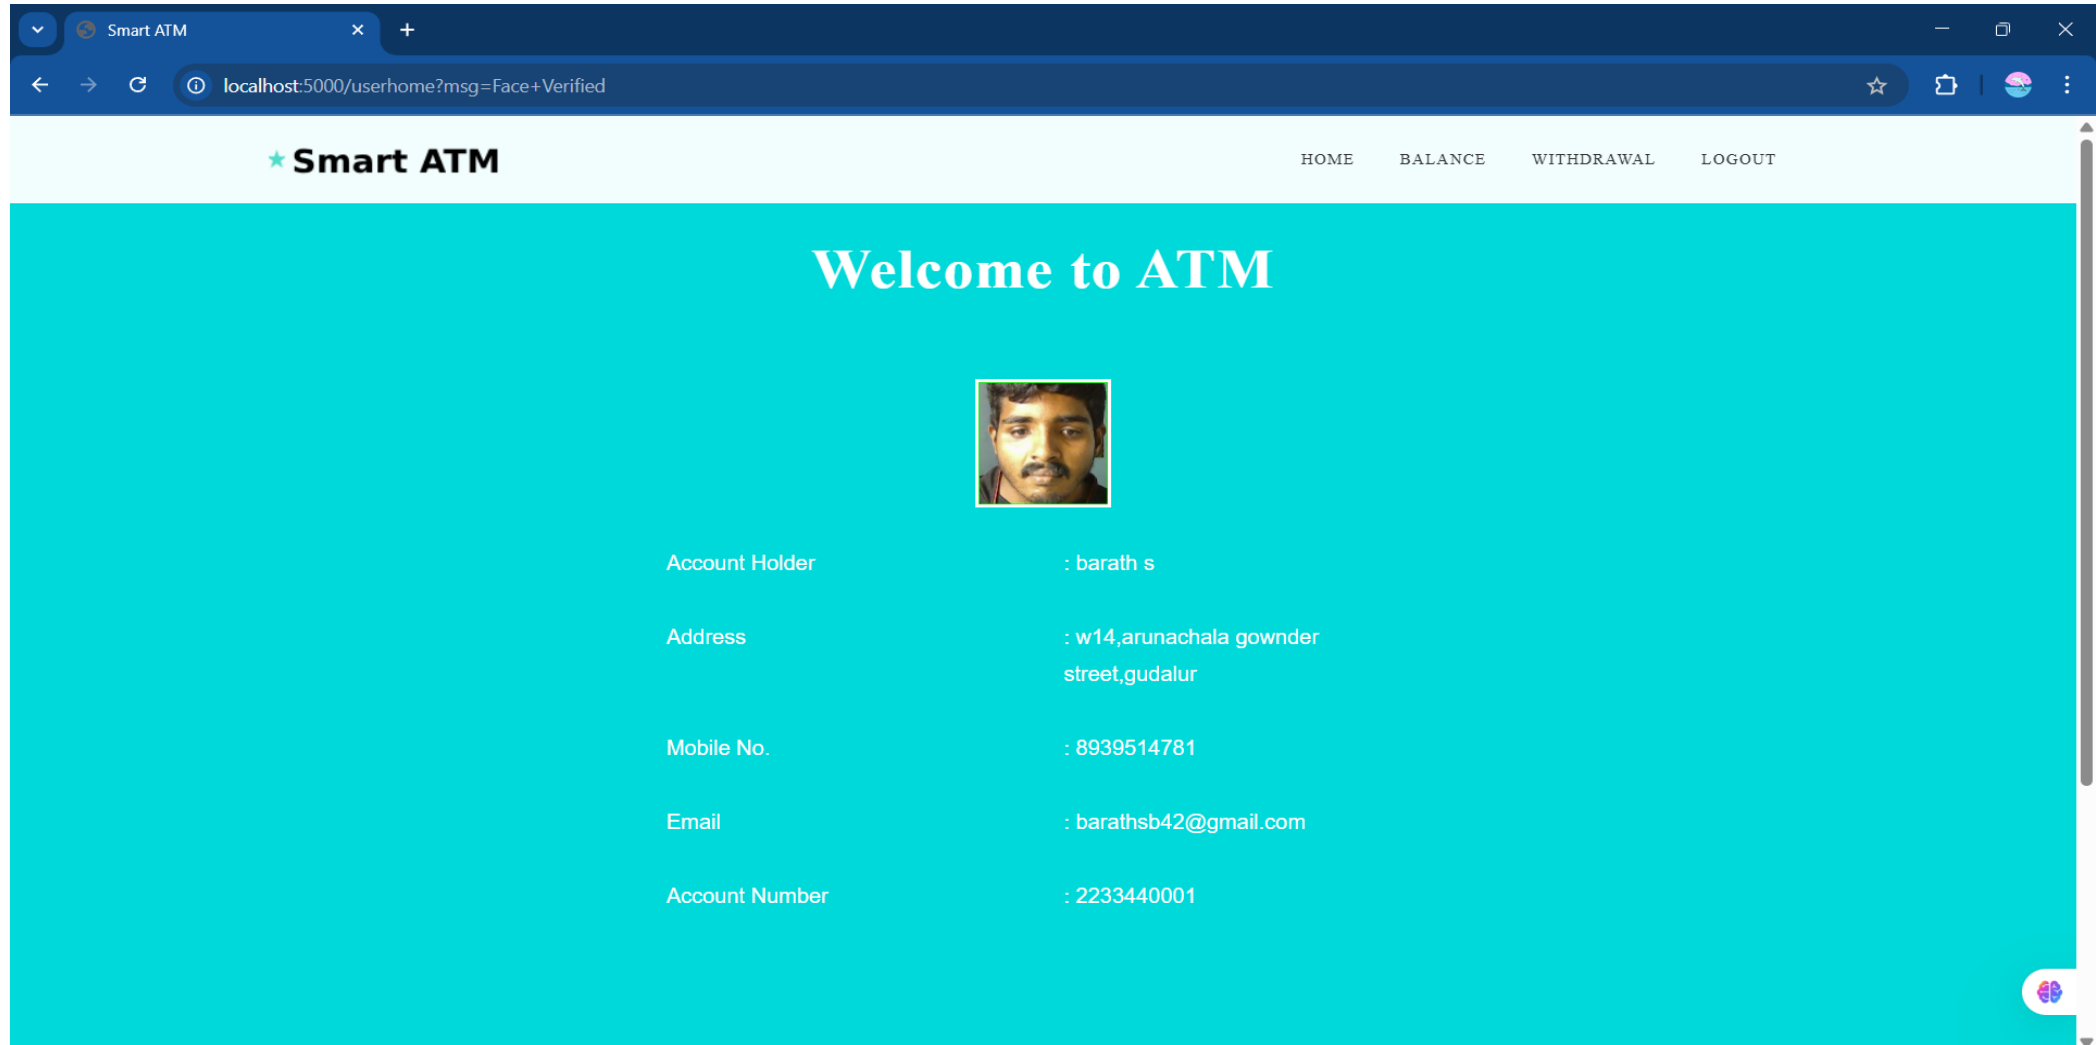 Smart ATM
localhost:5000/userhome?msg=Face+Verified
Smart ATM
HOME BALANCE WITHDRAWAL LOGOUT
Welcome to ATM
Account Holder : barath s
Address : w14,arunachala gownder
street,gudalur
Mobile No. : 8939514781
Email : barathsb42@gmail.com
Account Number : 2233440001